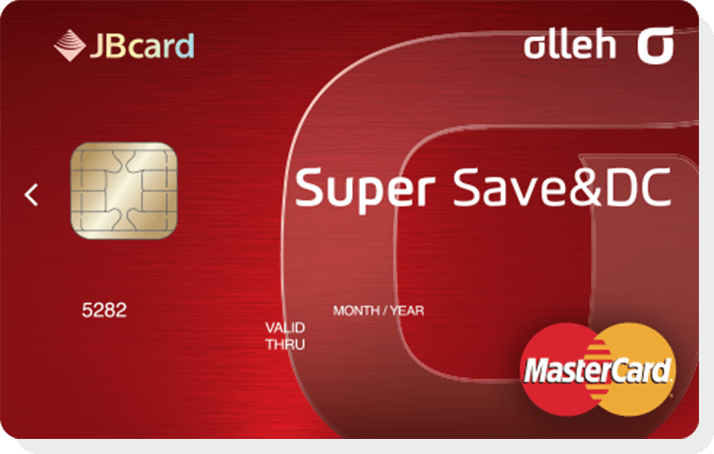 JBcard
olleh
Super Save&DC
5282
MONTH / YEAR
VALID
THRU
MasterCard